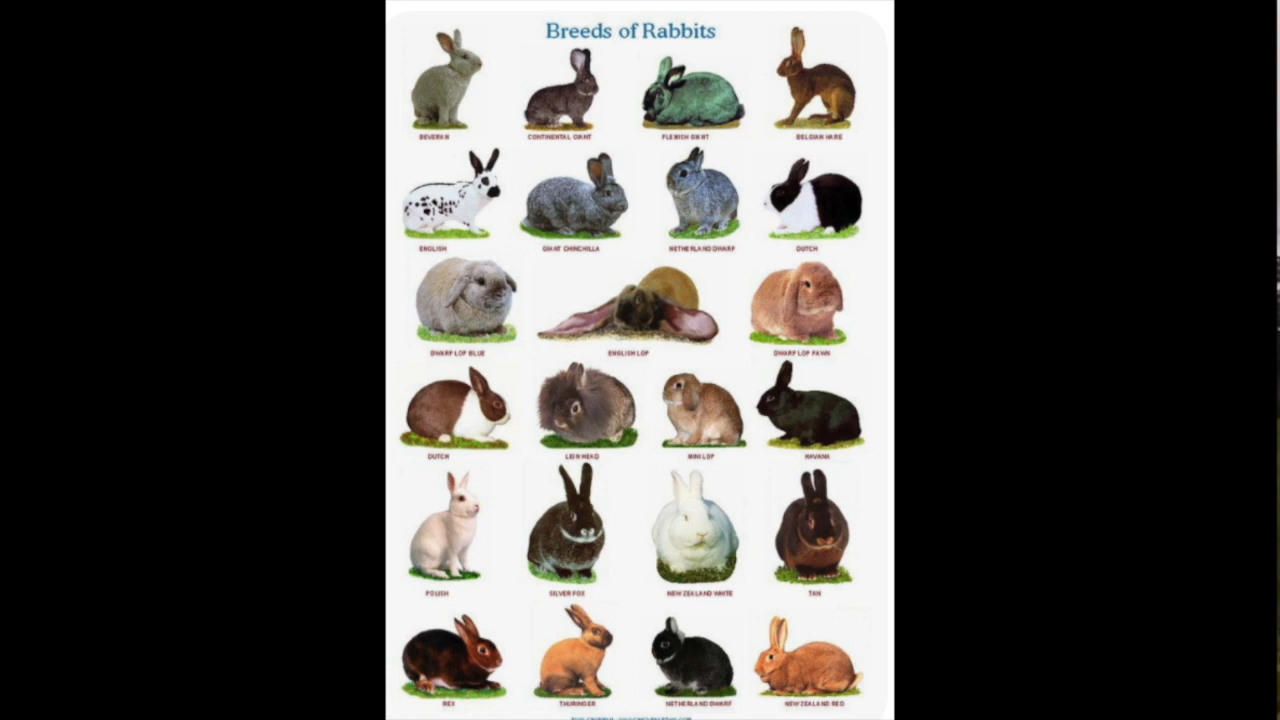 Breeds of Rabbits
BEVEREN CONTINENTAL GIANT FLEMISH GIANT BELGIAN HARE
ENGLISH GIANT CHINCHILLA NETHERLAND DWARF DUTCH
DWARF LOP BLUE ENGLISH LOP DWARF LOP FAWN
DUTCH LION HEAD MINI LOP HAVANA
POLISH SILVER FOX NEW ZEALAND WHITE TAN
REX THURINGER NETHERLAND DWARF NEW ZEALAND RED